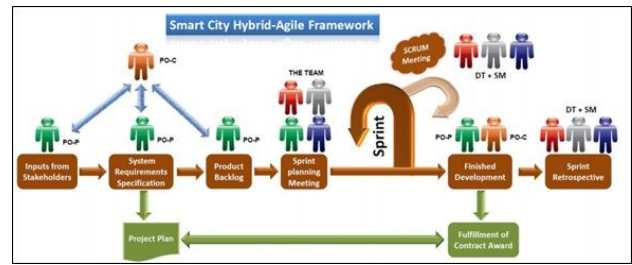 Smart City Hybrid-Agile Framework
PO-C
SCRUM
Meeting
DT + SM
THE TEAM
DT + SM
PO-P
PO-P
PO-P
Sprint
PO-P
PO-C
Inputs from
Stakeholders
System
Requirements
Specification
Product
Backlog
Sprint
planning
Meeting
Finished
Development
Sprint
Retrospective
Project Plan
Fulfillment of
Contract Award